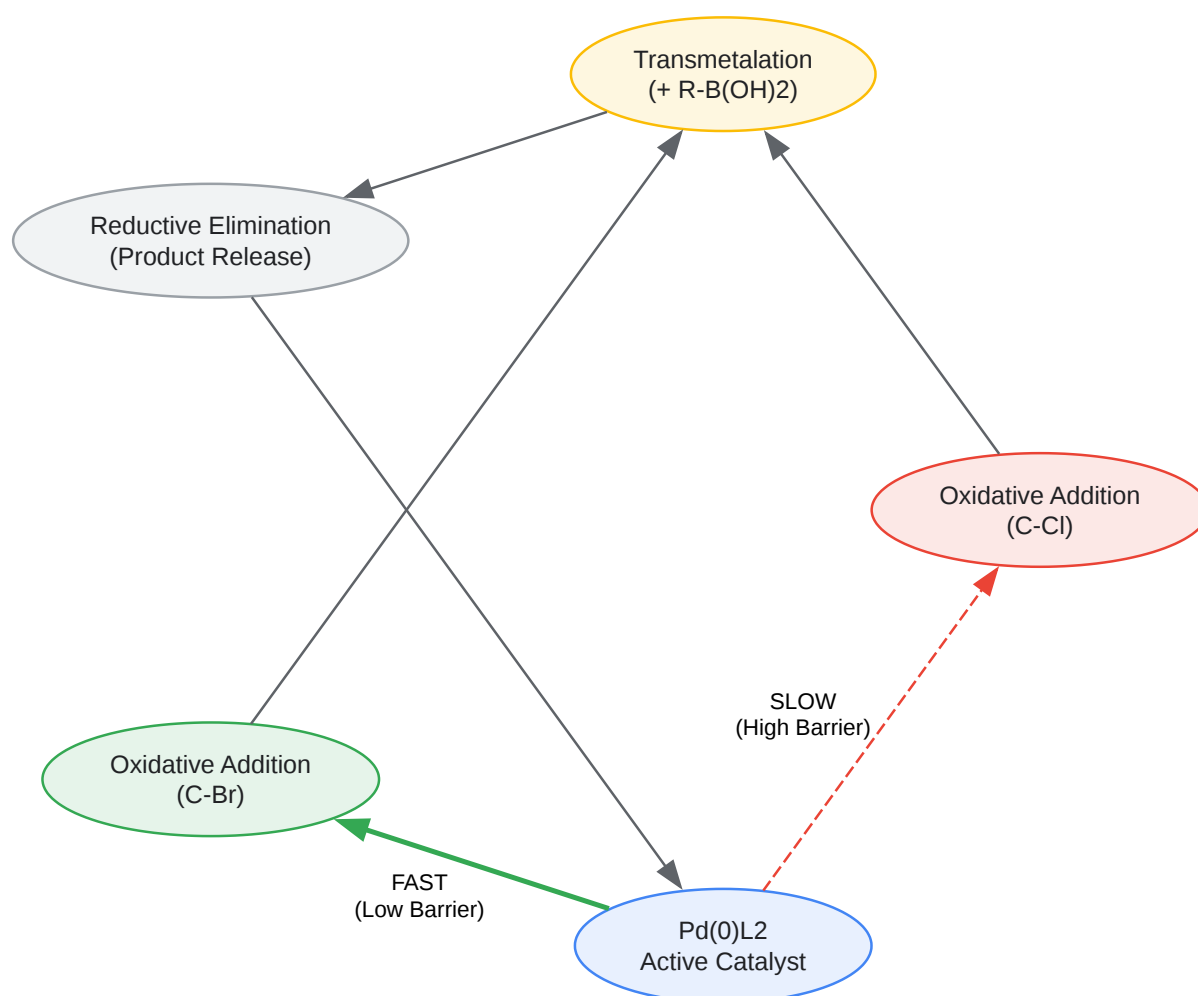 Transmetalation
(+ R-B(OH)2)
Reductive Elimination
(Product Release)
Oxidative Addition
(C-Cl)
SLOW
(High Barrier)
Oxidative Addition
(C-Br)
FAST
(Low Barrier)
Pd(0)L2
Active Catalyst